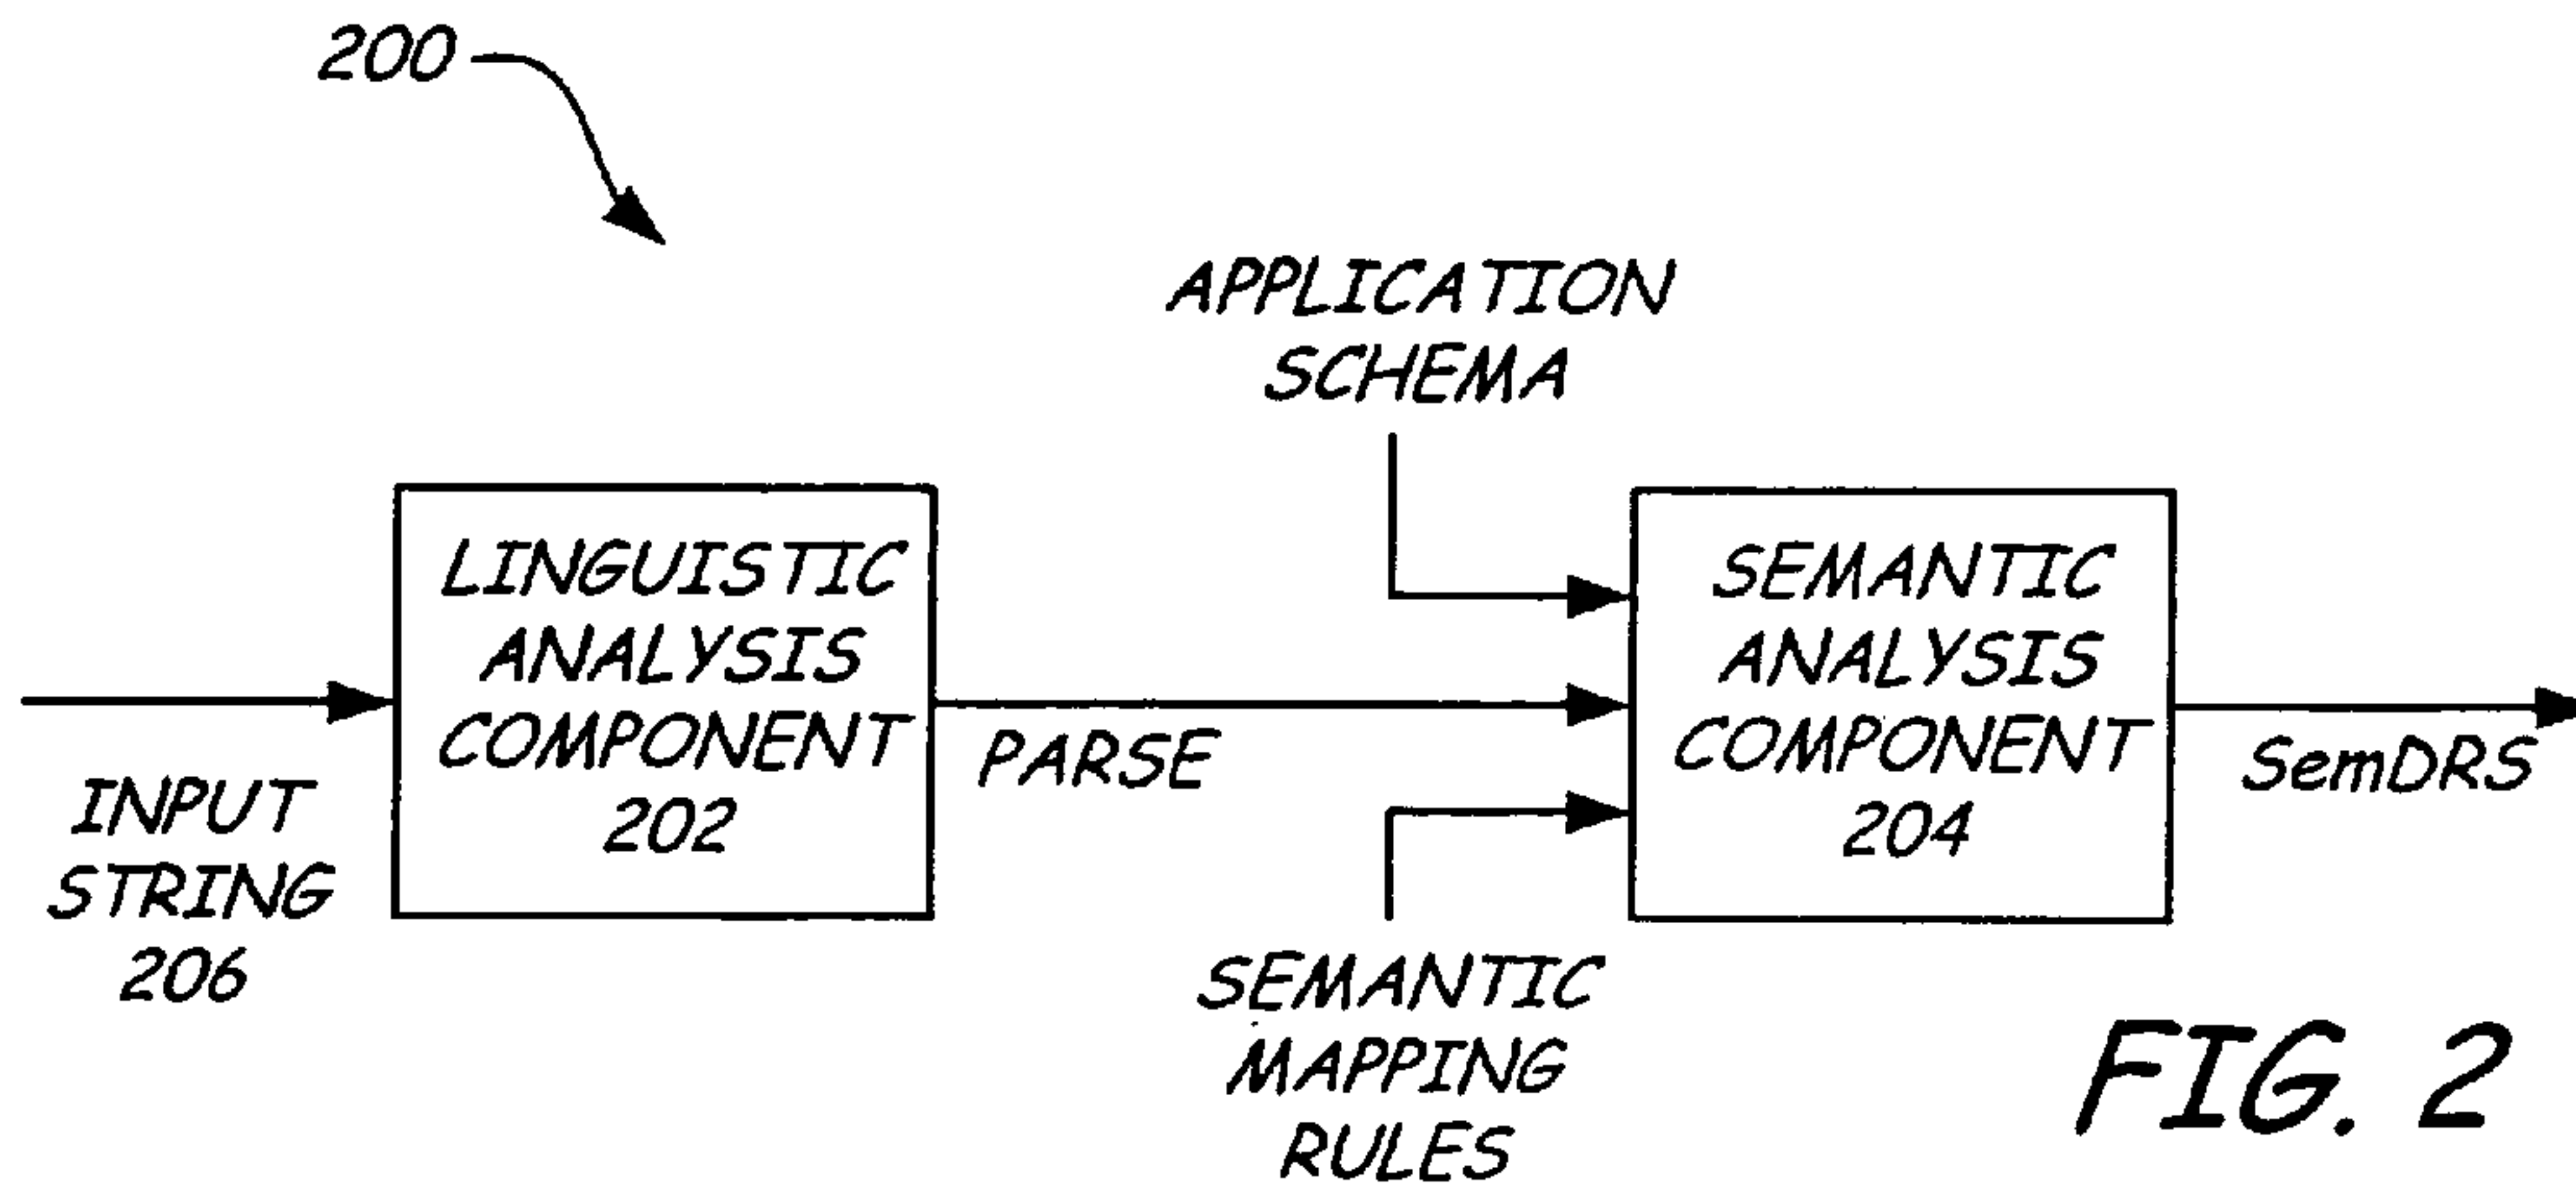 200
APPLICATION
SCHEMA
LINGUISTIC
ANALYSIS
COMPONENT
202
SEMANTIC
ANALYSIS
COMPONENT
204
INPUT
STRING
206
PARSE
SemDRS
SEMANTIC
MAPPING
RULES
FIG. 2